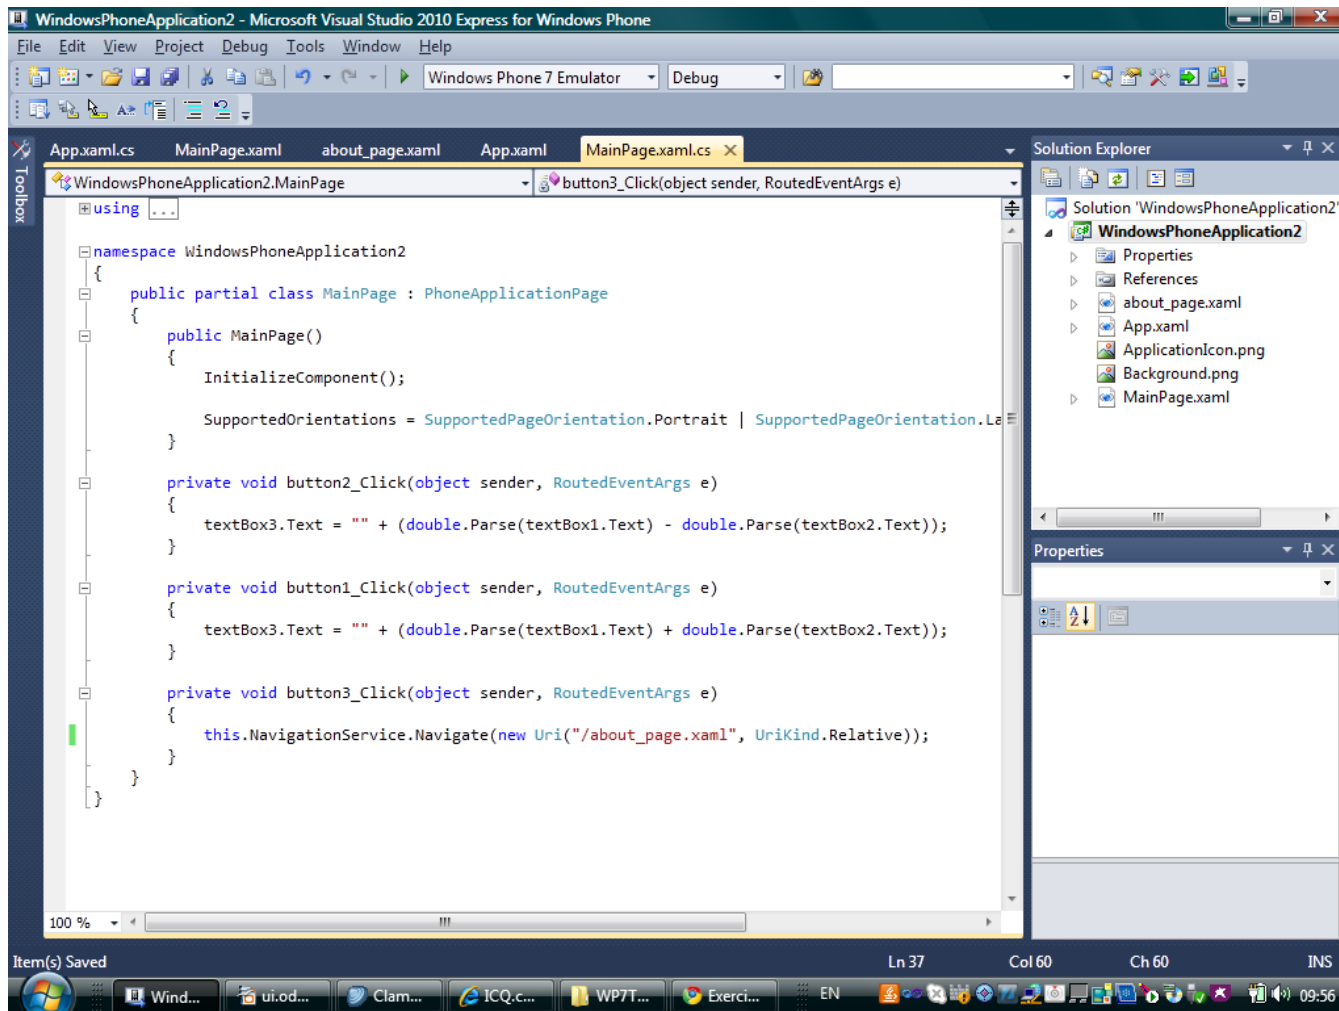 WindowsPhoneApplication2 - Microsoft Visual Studio 2010 Express for Windows Phone
File Edit View Project Debug Tools Window Help
Windows Phone 7 Emulator Debug
App.xaml.cs MainPage.xaml about_page.xaml App.xaml MainPage.xaml.cs
Toolbox
WindowsPhoneApplication2.MainPage button3_Click(object sender, RoutedEventArgs e)
using ...
namespace WindowsPhoneApplication2
{
public partial class MainPage : PhoneApplicationPage
{
public MainPage()
{
InitializeComponent();
SupportedOrientations = SupportedPageOrientation.Portrait | SupportedPageOrientation.La
}
private void button2_Click(object sender, RoutedEventArgs e)
{
textBox3.Text = "" + (double.Parse(textBox1.Text) - double.Parse(textBox2.Text));
}
private void button1_Click(object sender, RoutedEventArgs e)
{
textBox3.Text = "" + (double.Parse(textBox1.Text) + double.Parse(textBox2.Text));
}
private void button3_Click(object sender, RoutedEventArgs e)
{
this.NavigationService.Navigate(new Uri("/about_page.xaml", UriKind.Relative));
}
}
}
100 %
Solution Explorer
Solution 'WindowsPhoneApplication2'
WindowsPhoneApplication2
Properties
References
about_page.xaml
App.xaml
ApplicationIcon.png
Background.png
MainPage.xaml
Properties
Item(s) Saved Ln 37 Col 60 Ch 60 INS
Wind... ui.od... Clam... ICQ.c... WP7T... Exerci... EN 09:56